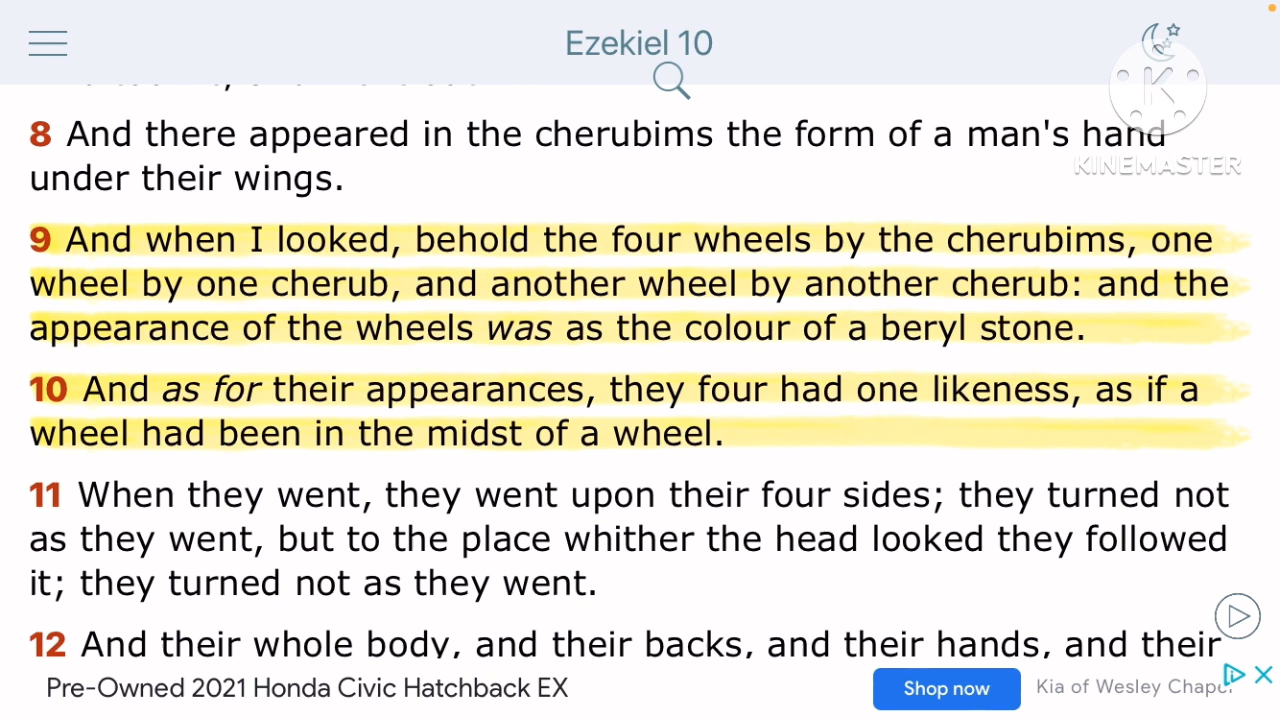 Ezekiel 10
8 And there appeared in the cherubims the form of a man's hand
under their wings.
K
KINEMASTER
9 And when I looked, behold the four wheels by the cherubims, one
wheel by one cherub, and another wheel by another cherub: and the
appearance of the wheels was as the colour of a beryl stone.
10 And as for their appearances, they four had one likeness, as if a
wheel had been in the midst of a wheel.
11 When they went, they went upon their four sides; they turned not
as they went, but to the place whither the head looked they followed
it; they turned not as they went.
12 And their whole body, and their backs, and their hands, and their
Pre-Owned 2021 Honda Civic Hatchback EX
Shop now
Kia of Wesley